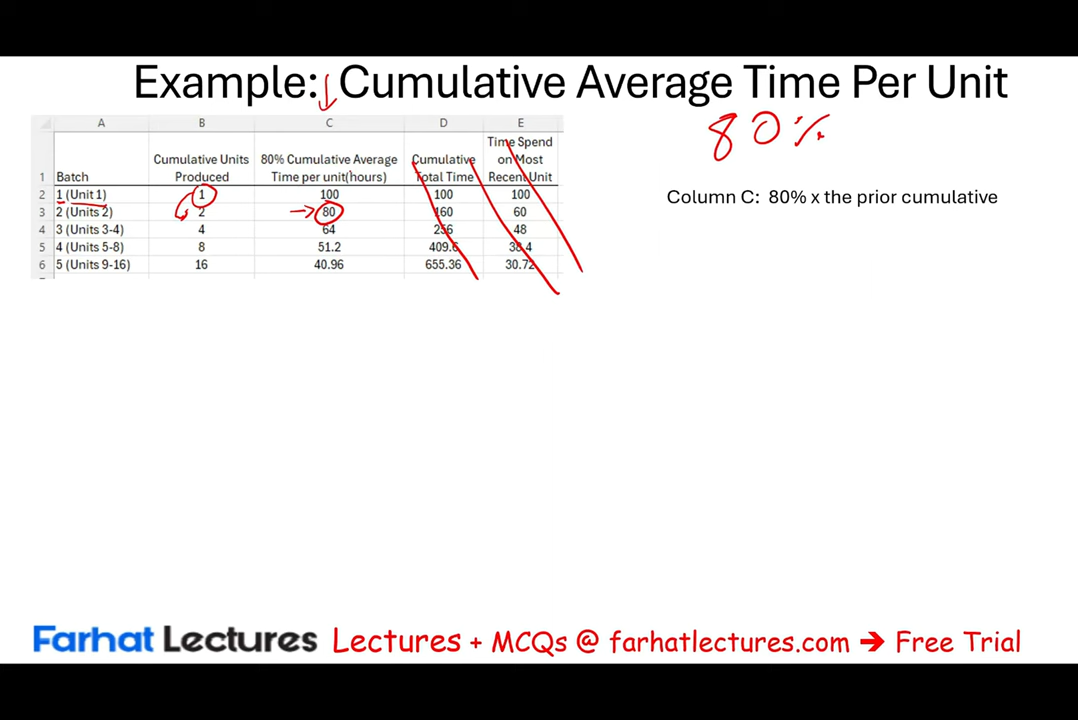 Example: Cumulative Average Time Per Unit
80%
A B C D E
Cumulative Units Produced 80% Cumulative Average Time per unit(hours) Cumulative Total Time Time Spend on Most Recent Unit
1 Batch
2 1 (Unit 1) 1 100 100 100
3 2 (Units 2) 2 80 160 60
4 3 (Units 3-4) 4 64 256 48
5 4 (Units 5-8) 8 51.2 409.6 38.4
6 5 (Units 9-16) 16 40.96 655.36 30.72
Column C: 80% x the prior cumulative
Farhat Lectures Lectures + MCQs @ farhatlectures.com ➔ Free Trial